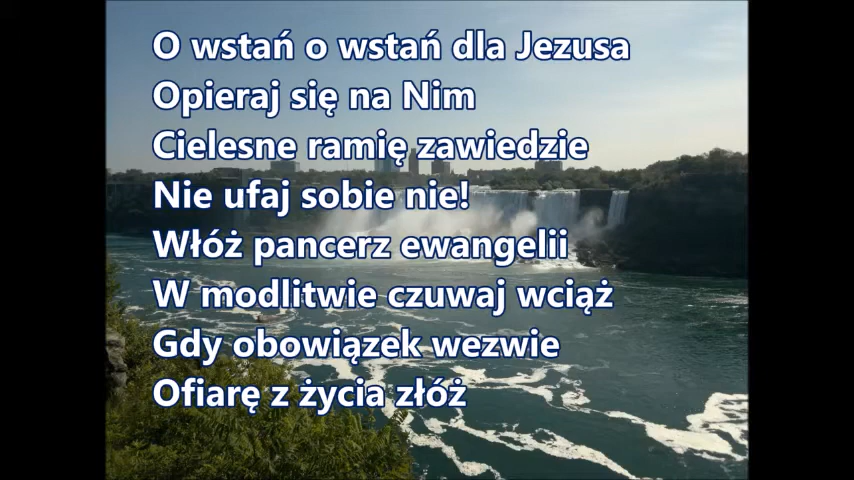 O wstań o wstań dla Jezusa
Opieraj się na Nim
Cielesne ramię zawiedzie
Nie ufaj sobie nie!
Włóż pancerz ewangelii
W modlitwie czuwaj wciąż
Gdy obowiązek wezwie
Ofiarę z życia złóż